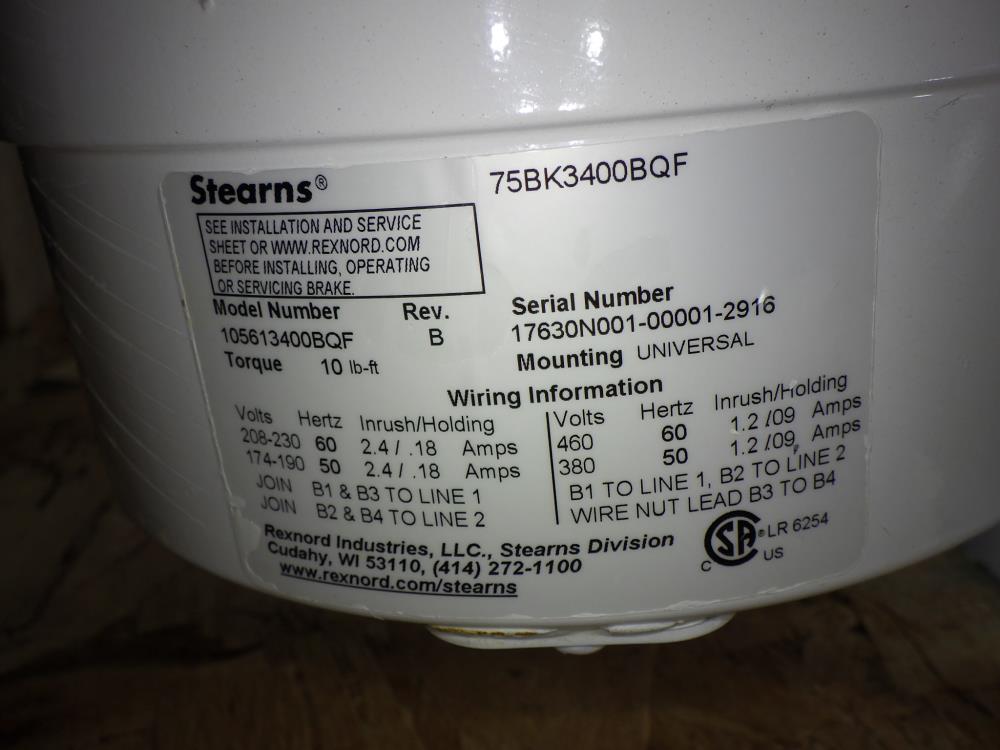 Stearns® 75BK3400BQF
SEE INSTALLATION AND SERVICE
SHEET OR WWW.REXNORD.COM
BEFORE INSTALLING, OPERATING
OR SERVICING BRAKE.
Model Number Rev. Serial Number
105613400BQF B 17630N001-00001-2916
Torque 10 lb-ft Mounting UNIVERSAL
Wiring Information
Volts Hertz Inrush/Holding
208-230 60 2.4 / .18 Amps
174-190 50 2.4 / .18 Amps
JOIN B1 & B3 TO LINE 1
JOIN B2 & B4 TO LINE 2
Volts Hertz Inrush/Holding
460 60 1.2 /09 Amps
380 50 1.2 /09 Amps
B1 TO LINE 1, B2 TO LINE 2
WIRE NUT LEAD B3 TO B4
Rexnord Industries, LLC., Stearns Division
Cudahy, WI 53110, (414) 272-1100
www.rexnord.com/stearns
C SA ® LR 6254
US